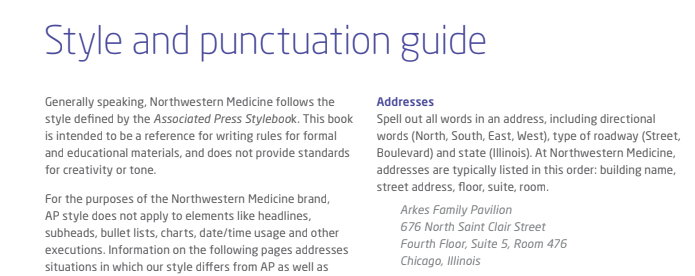 Style and punctuation guide
Generally speaking, Northwestern Medicine follows the
style defined by the Associated Press Stylebook. This book
is intended to be a reference for writing rules for formal
and educational materials, and does not provide standards
for creativity or tone.
For the purposes of the Northwestern Medicine brand,
AP style does not apply to elements like headlines,
subheads, bullet lists, charts, date/time usage and other
executions. Information on the following pages addresses
situations in which our style differs from AP as well as
Addresses
Spell out all words in an address, including directional
words (North, South, East, West), type of roadway (Street,
Boulevard) and state (Illinois). At Northwestern Medicine,
addresses are typically listed in this order: building name,
street address, floor, suite, room.
Arkes Family Pavilion
676 North Saint Clair Street
Fourth Floor, Suite 5, Room 476
Chicago, Illinois